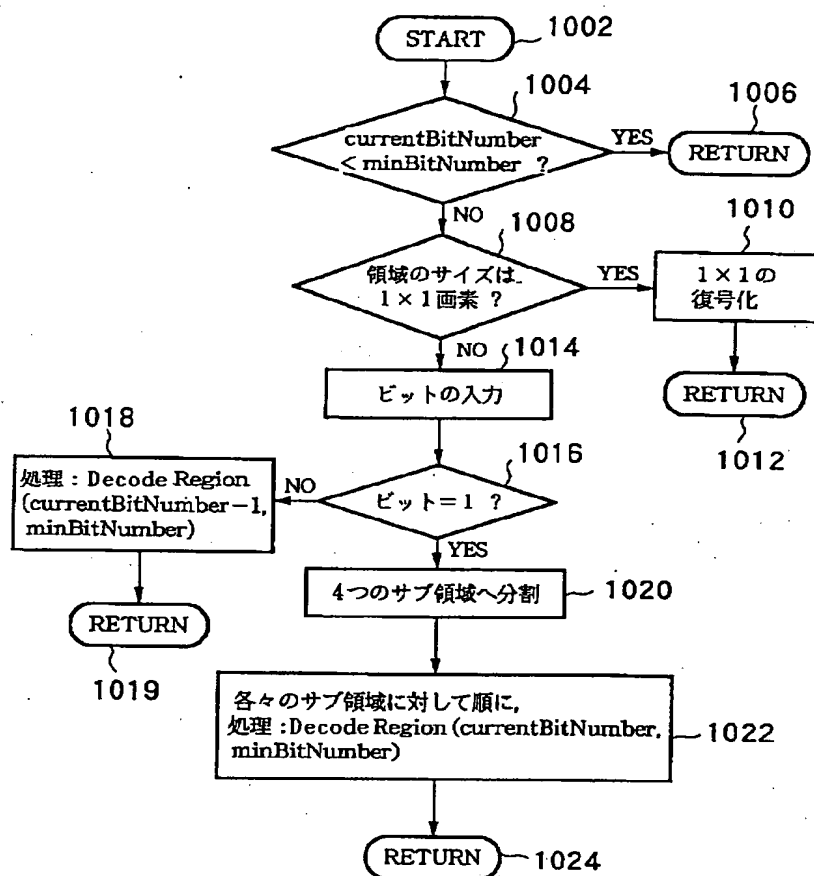 START
1002
1004
currentBitNumber
< minBitNumber ?
YES
1006
RETURN
NO
1008
領域のサイズは
1×1画素 ?
YES
1010
1×1の
復号化
RETURN
1012
NO
1014
ビットの入力
1016
ビット=1 ?
NO
1018
処理:Decode Region
(currentBitNumber-1,
minBitNumber)
RETURN
1019
YES
4つのサブ領域へ分割
1020
各々のサブ領域に対して順に,
処理:Decode Region (currentBitNumber,
minBitNumber)
1022
RETURN
1024